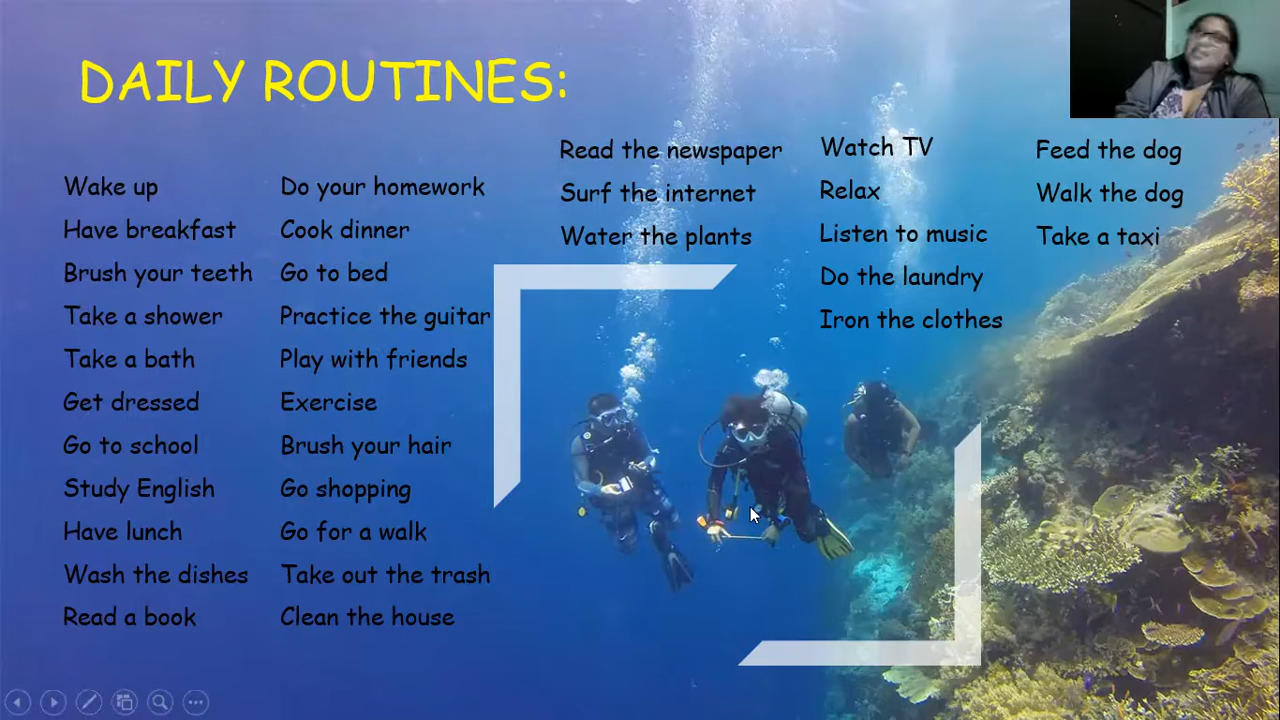 DAILY ROUTINES:
Wake up
Have breakfast
Brush your teeth
Take a shower
Take a bath
Get dressed
Go to school
Study English
Have lunch
Wash the dishes
Read a book
Do your homework
Cook dinner
Go to bed
Practice the guitar
Play with friends
Exercise
Brush your hair
Go shopping
Go for a walk
Take out the trash
Clean the house
Read the newspaper
Surf the internet
Water the plants
Watch TV
Relax
Listen to music
Do the laundry
Iron the clothes
Feed the dog
Walk the dog
Take a taxi